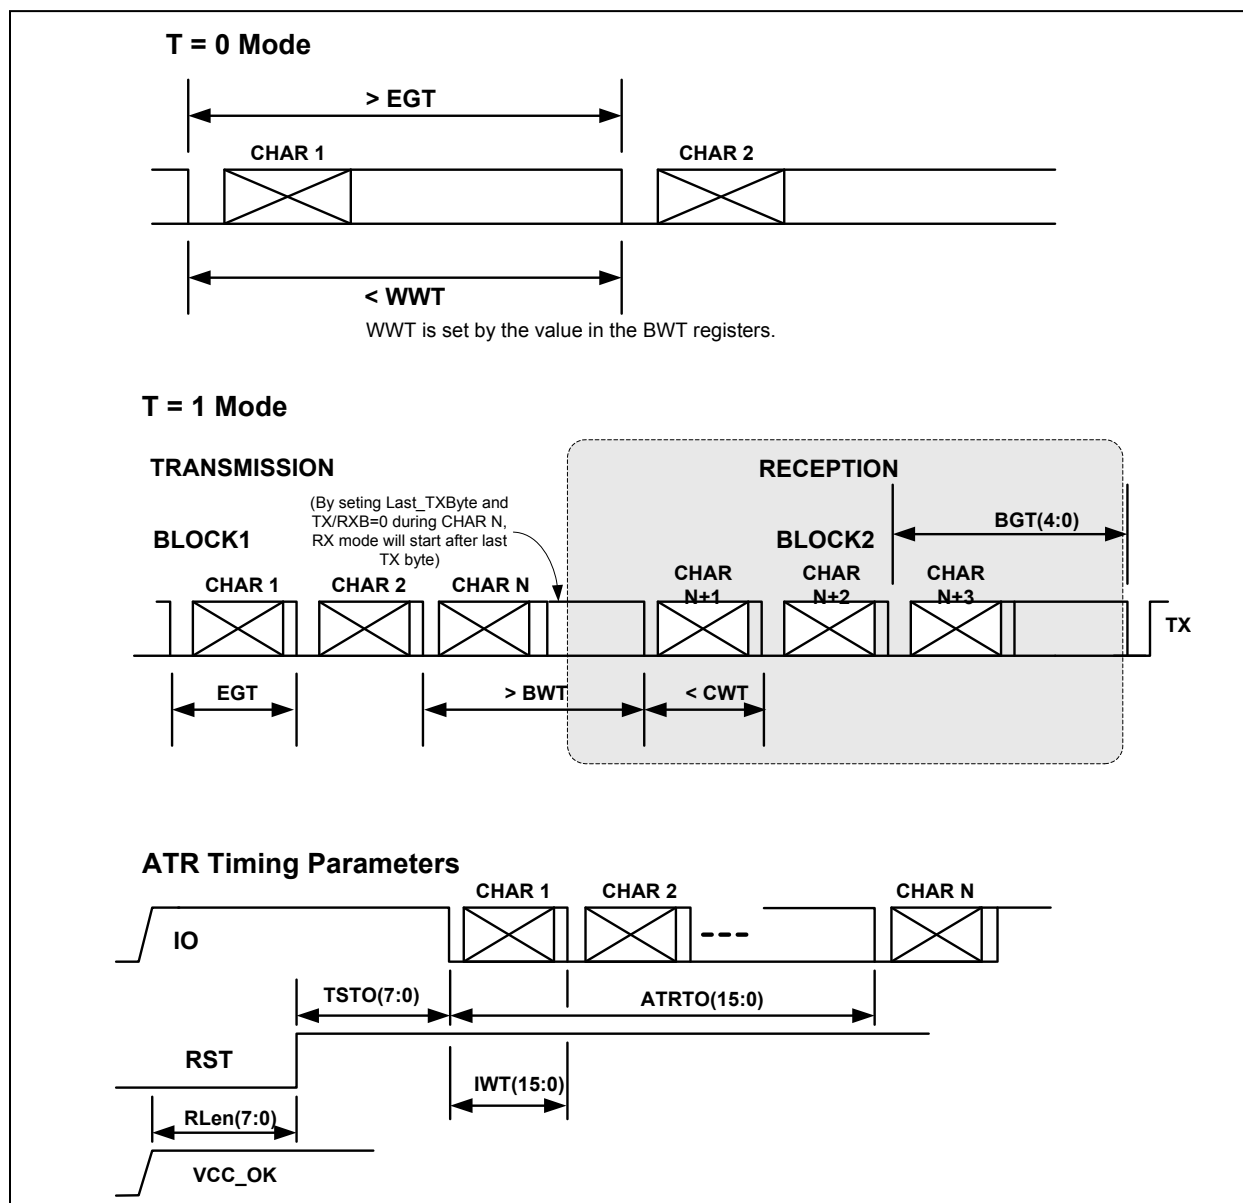 T = 0 Mode
> EGT
CHAR 1
CHAR 2
< WWT
WWT is set by the value in the BWT registers.
T = 1 Mode
TRANSMISSION
RECEPTION
(By seting Last_TXByte and
TX/RXB=0 during CHAR N,
RX mode will start after last
TX byte)
BGT(4:0)
BLOCK1
BLOCK2
CHAR 1
CHAR 2
CHAR N
CHAR
N+1
CHAR
N+2
CHAR
N+3
TX
EGT
> BWT
< CWT
ATR Timing Parameters
CHAR 1
CHAR 2
CHAR N
IO
TSTO(7:0)
ATRTO(15:0)
RST
IWT(15:0)
RLen(7:0)
VCC_OK